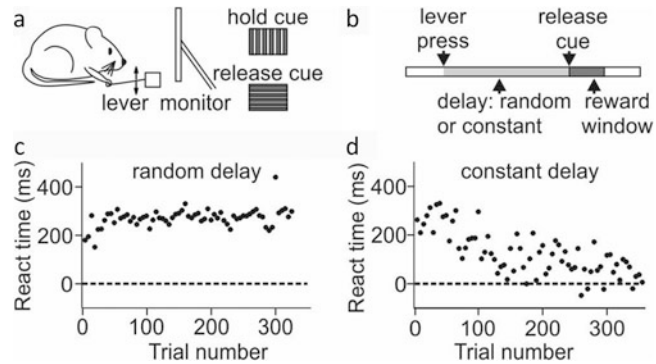 a
hold cue
release cue
lever
monitor
b
lever press
release cue
delay: random or constant
reward window
c
random delay
React time (ms)
400
200
0
0
100
200
300
Trial number
d
constant delay
React time (ms)
400
200
0
0
100
200
300
Trial number